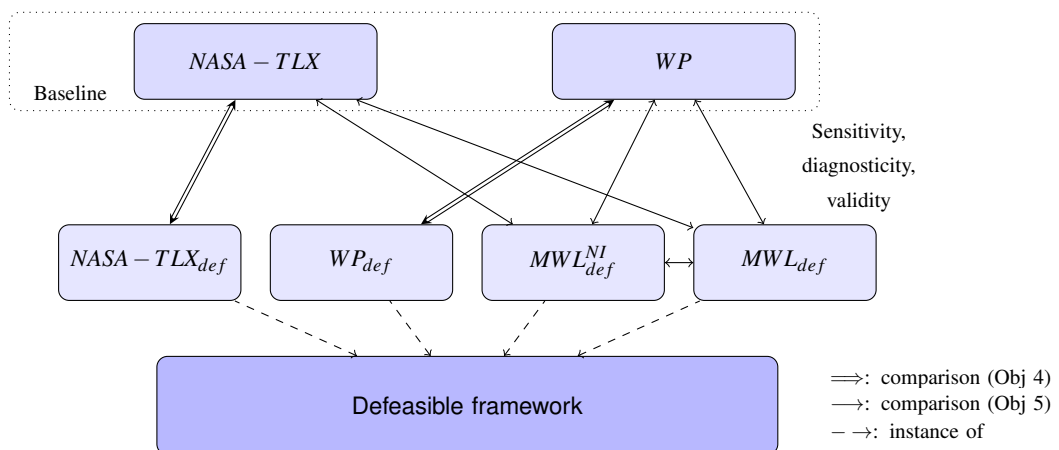 NASA − TLX
WP
Baseline
Sensitivity,
diagnosticity,
validity
NASA − TLX_def
WP_def
MWL^NI_def
MWL_def
Defeasible framework
⟹: comparison (Obj 4)
⟶: comparison (Obj 5)
− →: instance of